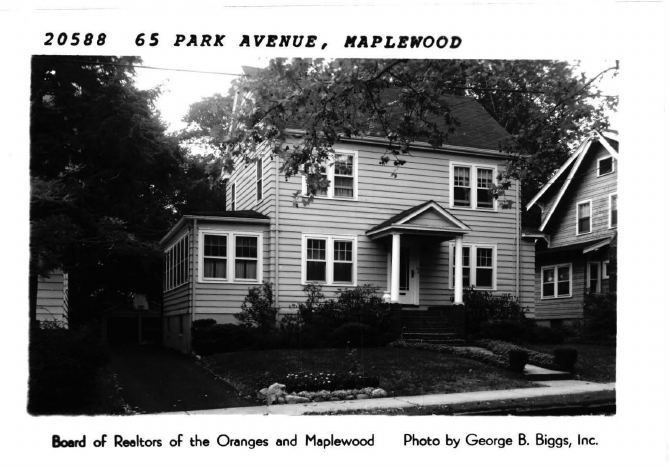 20588 65 PARK AVENUE, MAPLEWOOD
Board of Realtors of the Oranges and Maplewood Photo by George B. Biggs, Inc.